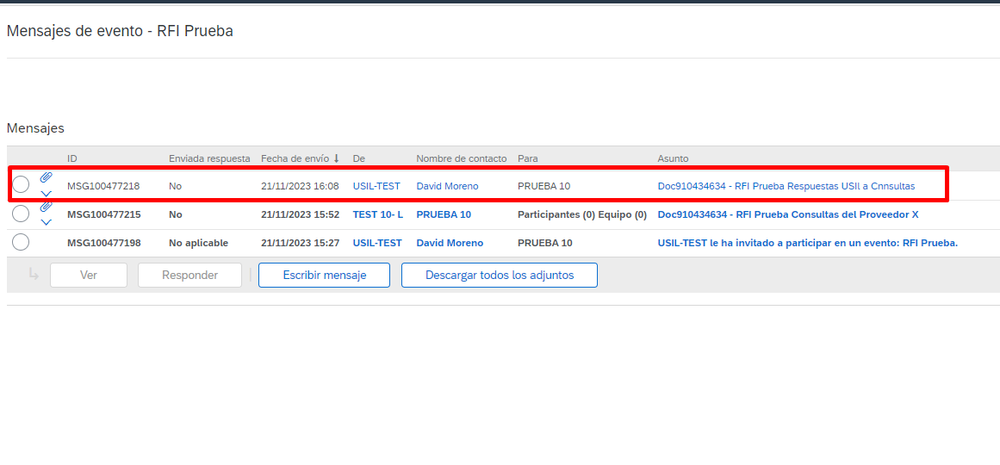 Mensajes de evento - RFI Prueba
Mensajes
ID Enviada respuesta Fecha de envío ↓ De Nombre de contacto Para Asunto
MSG100477218 No 21/11/2023 16:08 USIL-TEST David Moreno PRUEBA 10 Doc910434634 - RFI Prueba Respuestas USIl a Cnnsultas
MSG100477215 No 21/11/2023 15:52 TEST 10- L PRUEBA 10 Participantes (0) Equipo (0) Doc910434634 - RFI Prueba Consultas del Proveedor X
MSG100477198 No aplicable 21/11/2023 15:27 USIL-TEST David Moreno PRUEBA 10 USIL-TEST le ha invitado a participar en un evento: RFI Prueba.
Ver Responder Escribir mensaje Descargar todos los adjuntos